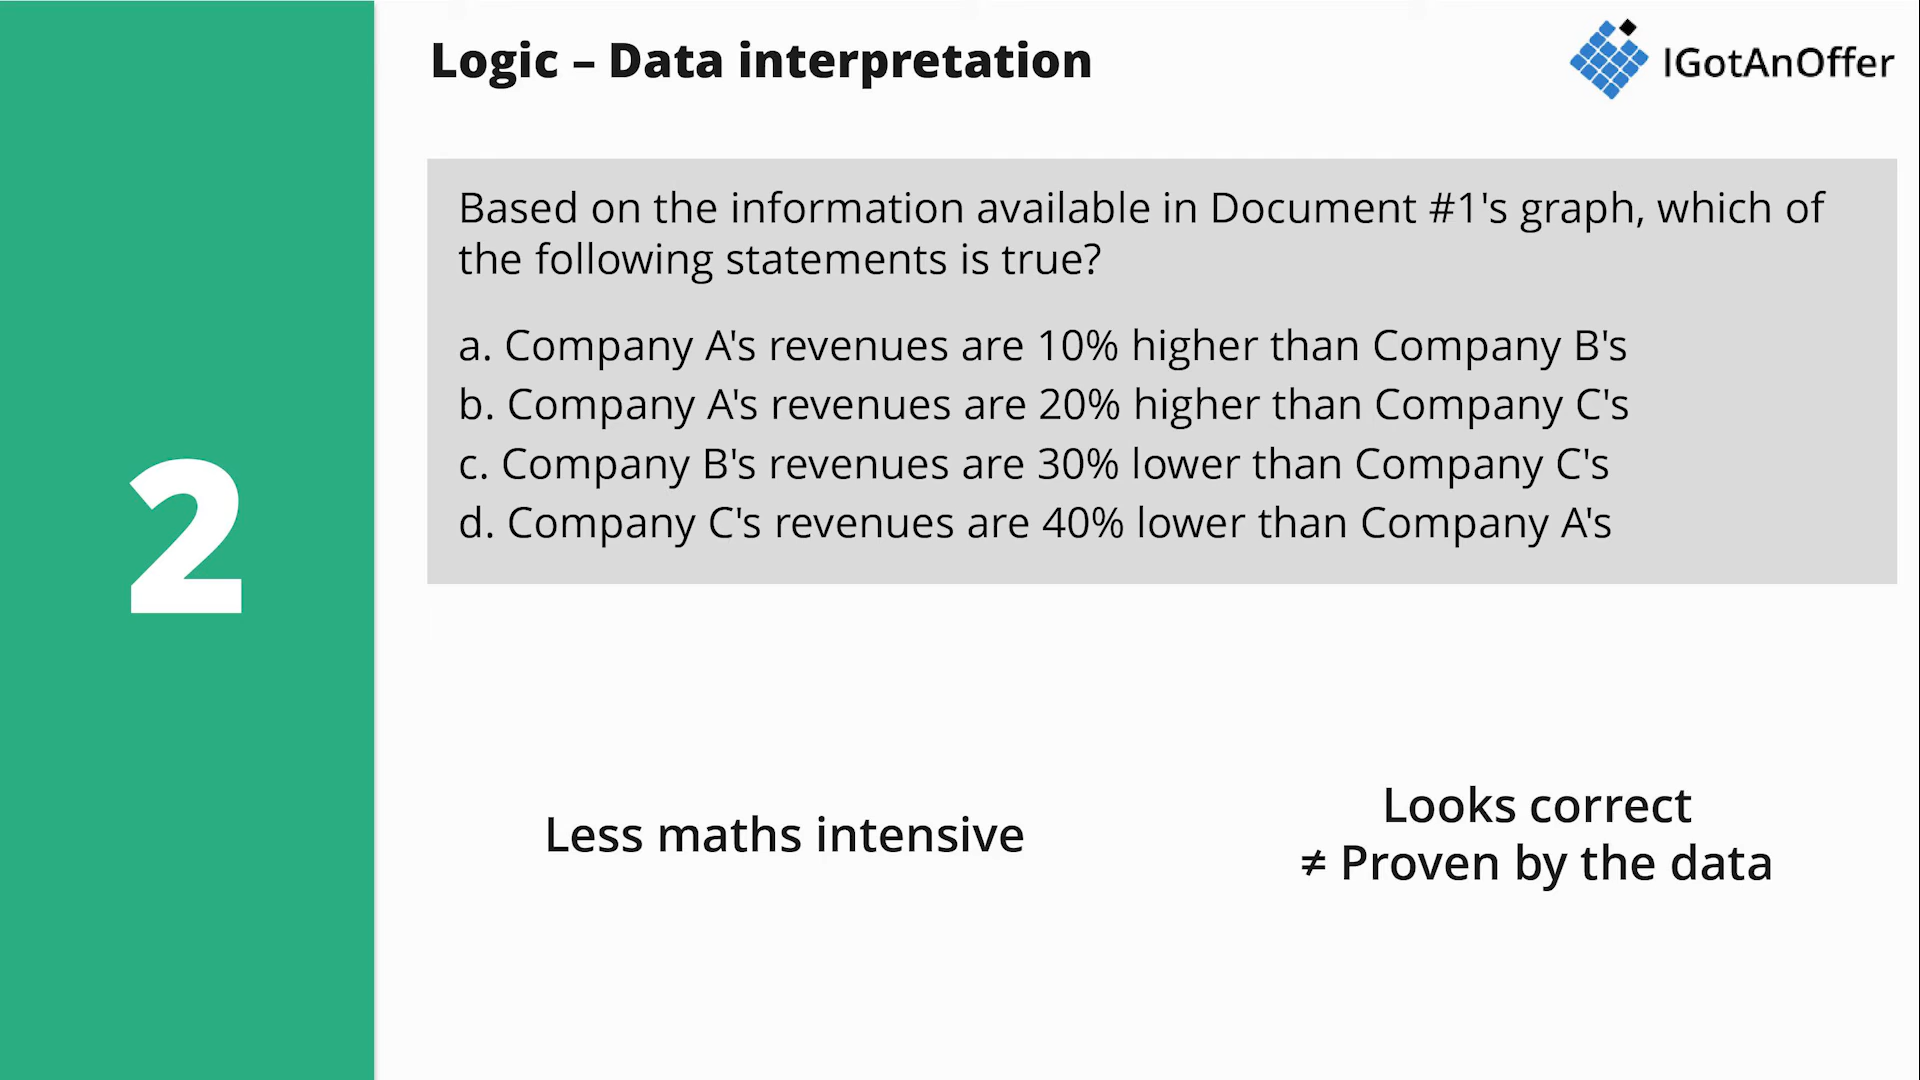 Logic – Data interpretation
IGotAnOffer
Based on the information available in Document #1's graph, which of
the following statements is true?
a. Company A's revenues are 10% higher than Company B's
b. Company A's revenues are 20% higher than Company C's
c. Company B's revenues are 30% lower than Company C's
d. Company C's revenues are 40% lower than Company A's
2
Less maths intensive
Looks correct
≠ Proven by the data